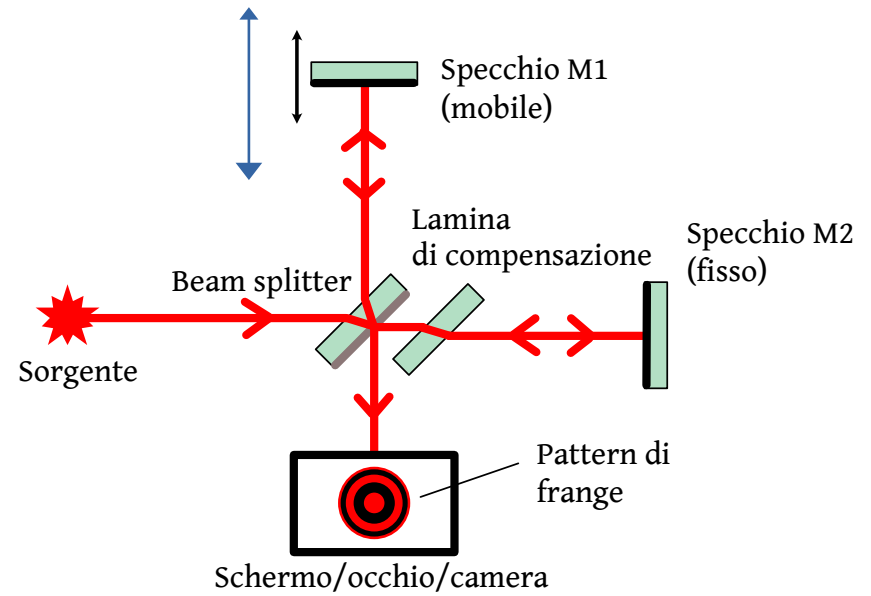 Specchio M1
(mobile)
Lamina
di compensazione
Specchio M2
(fisso)
Beam splitter
Sorgente
Pattern di
frange
Schermo/occhio/camera